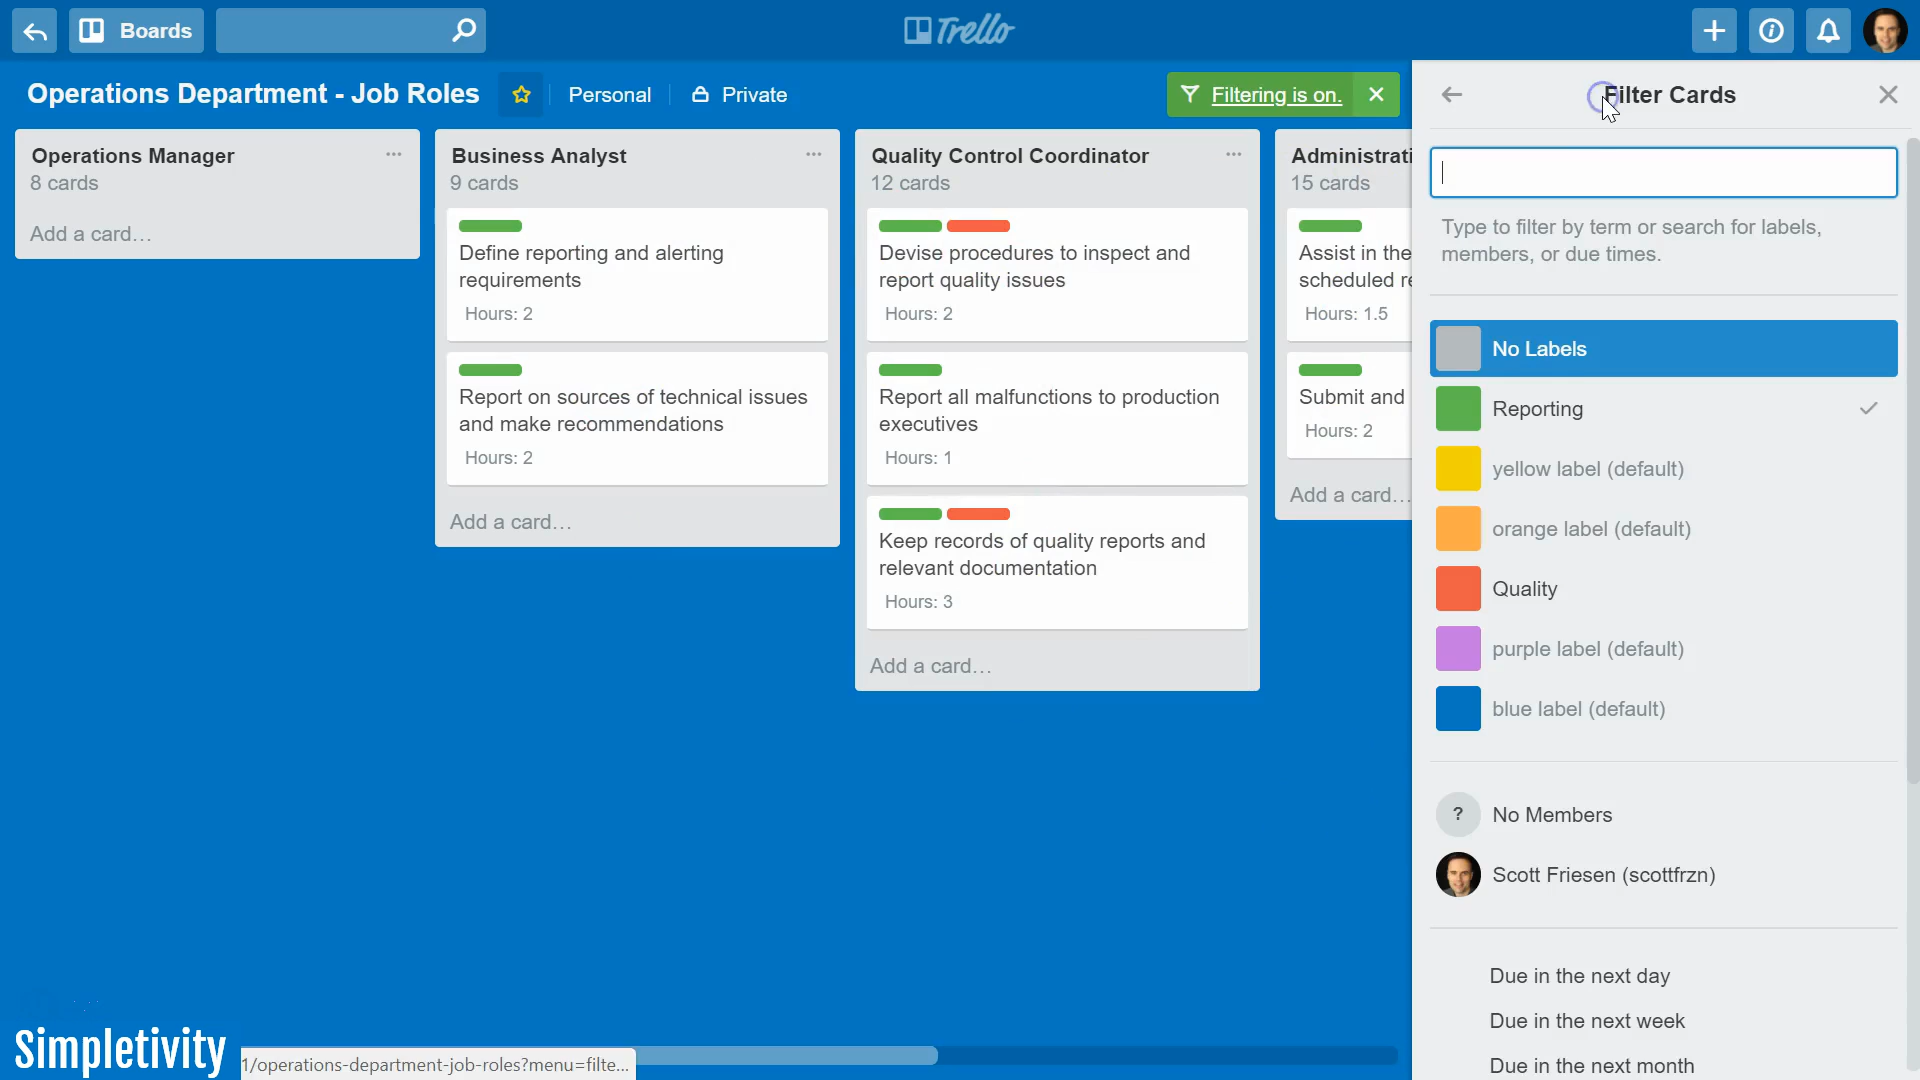 Boards
Trello
Operations Department - Job Roles
Personal
Private
Filtering is on.
Operations Manager
8 cards
Add a card…
Business Analyst
9 cards
Define reporting and alerting
requirements
Hours: 2
Report on sources of technical issues
and make recommendations
Hours: 2
Add a card…
Quality Control Coordinator
12 cards
Devise procedures to inspect and
report quality issues
Hours: 2
Report all malfunctions to production
executives
Hours: 1
Keep records of quality reports and
relevant documentation
Hours: 3
Add a card…
Administrati
15 cards
Assist in the
scheduled re
Hours: 1.5
Submit and
Hours: 2
Add a card…
Filter Cards
Type to filter by term or search for labels,
members, or due times.
No Labels
Reporting
yellow label (default)
orange label (default)
Quality
purple label (default)
blue label (default)
? No Members
Scott Friesen (scottfrzn)
Due in the next day
Due in the next week
Due in the next month
Simpletivity
1/operations-department-job-roles?menu=filte...